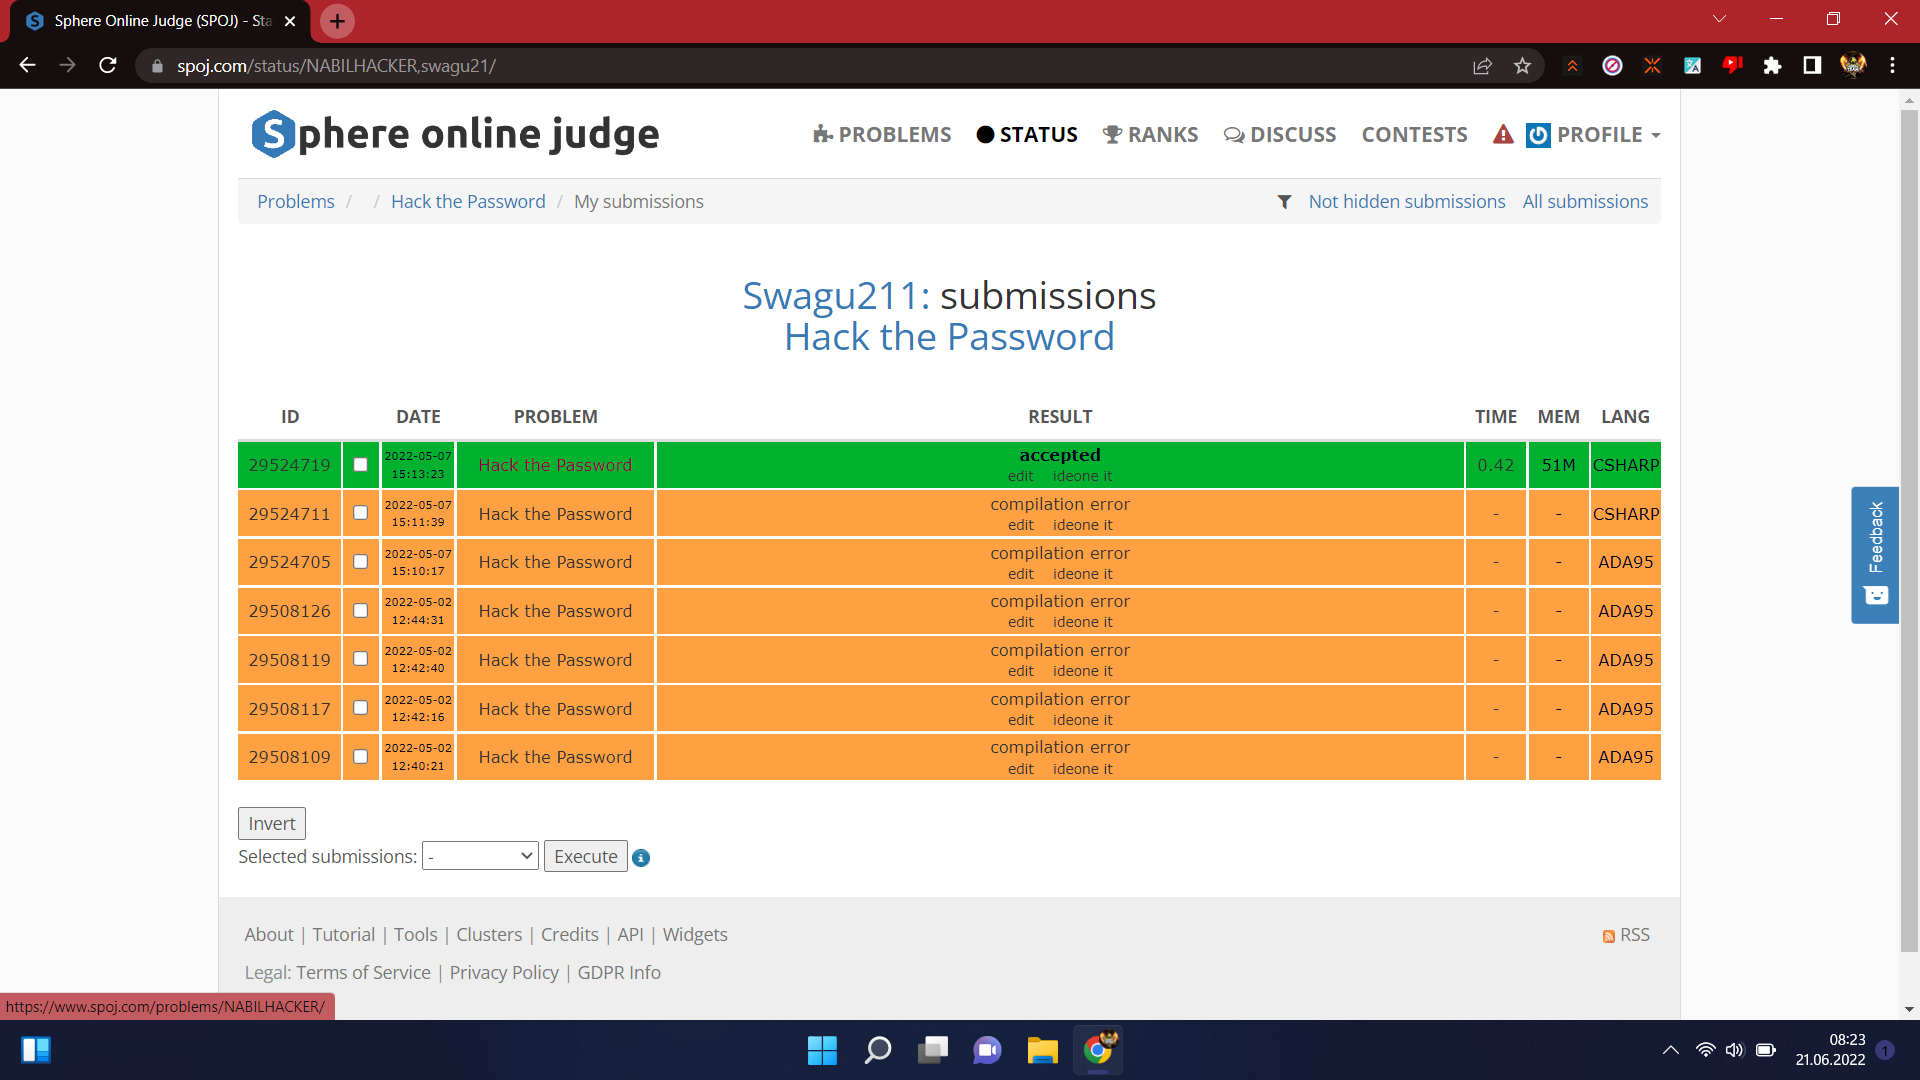 Sphere Online Judge (SPOJ) - Sta
spoj.com/status/NABILHACKER,swagu21/
Sphere online judge
PROBLEMS STATUS RANKS DISCUSS CONTESTS PROFILE
Problems / / Hack the Password / My submissions Not hidden submissions All submissions
Swagu211: submissions
Hack the Password
ID DATE PROBLEM RESULT TIME MEM LANG
29524719 2022-05-07 15:13:23 Hack the Password accepted edit ideone it 0.42 51M CSHARP
29524711 2022-05-07 15:11:39 Hack the Password compilation error edit ideone it - - CSHARP
29524705 2022-05-07 15:10:17 Hack the Password compilation error edit ideone it - - ADA95
29508126 2022-05-02 12:44:31 Hack the Password compilation error edit ideone it - - ADA95
29508119 2022-05-02 12:42:40 Hack the Password compilation error edit ideone it - - ADA95
29508117 2022-05-02 12:42:16 Hack the Password compilation error edit ideone it - - ADA95
29508109 2022-05-02 12:40:21 Hack the Password compilation error edit ideone it - - ADA95
Feedback
Invert
Selected submissions: - Execute
About | Tutorial | Tools | Clusters | Credits | API | Widgets RSS
Legal: Terms of Service | Privacy Policy | GDPR Info
https://www.spoj.com/problems/NABILHACKER/
08:23
21.06.2022
1